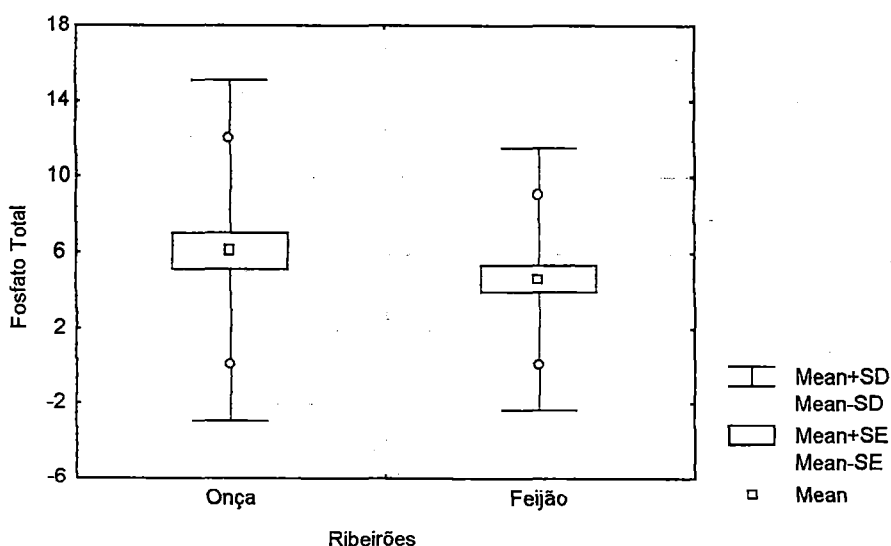 Fosfato Total
18
14
10
6
2
-2
-6
Onça
Feijão
Ribeirões
Mean+SD
Mean-SD
Mean+SE
Mean-SE
Mean